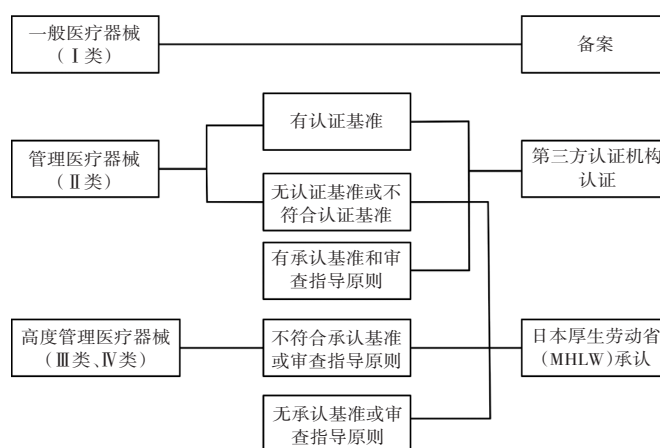 一般医疗器械
（Ⅰ类）
备案
管理医疗器械
（Ⅱ类）
有认证基准
无认证基准或不
符合认证基准
第三方认证机构
认证
有承认基准和审
查指导原则
高度管理医疗器械
（Ⅲ类、Ⅳ类）
不符合承认基准
或审查指导原则
日本厚生劳动省
(MHLW)承认
无承认基准或审
查指导原则